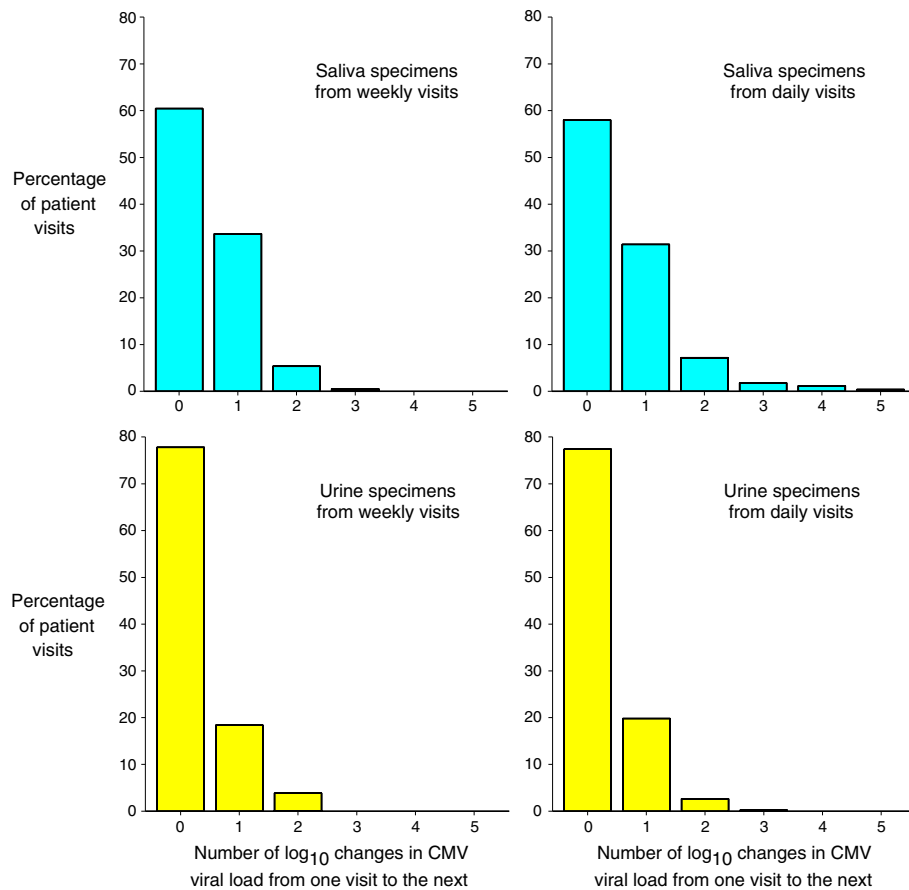 80
70
60
50
40
30
20
10
0
Saliva specimens
from weekly visits
0 1 2 3 4 5
Percentage
of patient
visits
80
70
60
50
40
30
20
10
0
Saliva specimens
from daily visits
0 1 2 3 4 5
80
70
60
50
40
30
20
10
0
Urine specimens
from weekly visits
0 1 2 3 4 5
Percentage
of patient
visits
Number of log10 changes in CMV
viral load from one visit to the next
80
70
60
50
40
30
20
10
0
Urine specimens
from daily visits
0 1 2 3 4 5
Number of log10 changes in CMV
viral load from one visit to the next